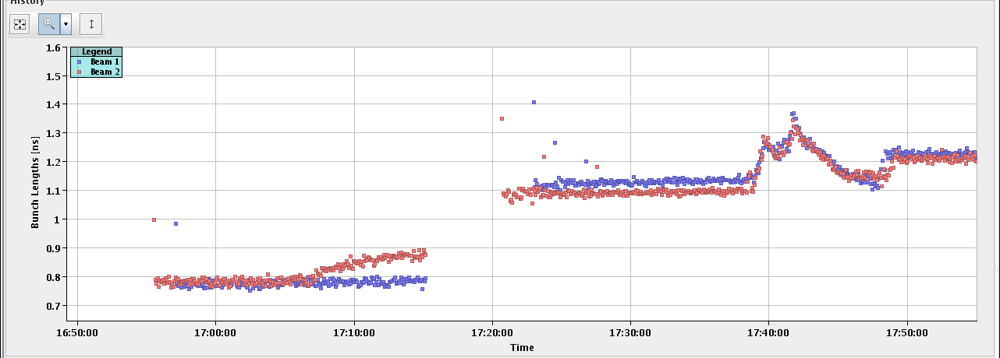 History
1.6
Legend
Beam 1
Beam 2
1.5
1.4
1.3
1.2
1.1
1
0.9
0.8
0.7
Bunch Lengths [ns]
16:50:00 17:00:00 17:10:00 17:20:00 17:30:00 17:40:00 17:50:00
Time